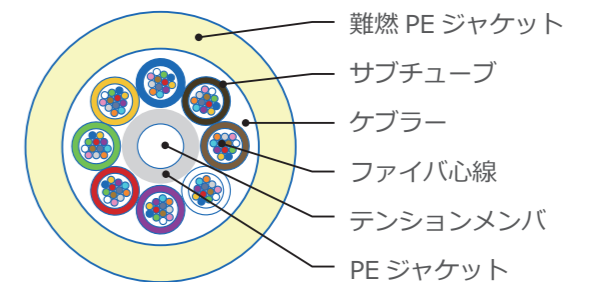 難燃 PE ジャケット
サブチューブ
ケブラー
ファイバ心線
テンションメンバ
PE ジャケット